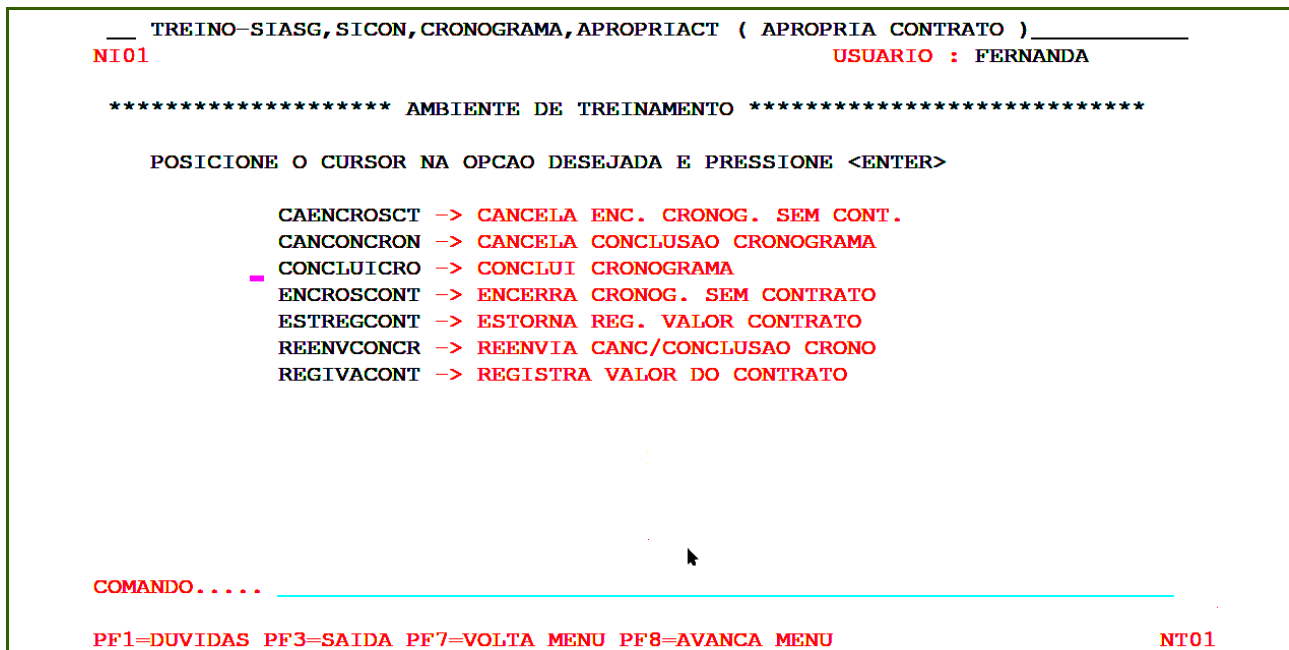 __ TREINO-SIASG,SICON,CRONOGRAMA,APROPRIACT ( APROPRIA CONTRATO )___________
NI01 USUARIO : FERNANDA
******************** AMBIENTE DE TREINAMENTO ****************************
POSICIONE O CURSOR NA OPCAO DESEJADA E PRESSIONE <ENTER>
CAENCROSCT -> CANCELA ENC. CRONOG. SEM CONT.
CANCONCRON -> CANCELA CONCLUSAO CRONOGRAMA
CONCLUICRO -> CONCLUI CRONOGRAMA
ENCROSCONT -> ENCERRA CRONOG. SEM CONTRATO
ESTREGCONT -> ESTORNA REG. VALOR CONTRATO
REENVCONCR -> REENVIA CANC/CONCLUSAO CRONO
REGIVACONT -> REGISTRA VALOR DO CONTRATO
COMANDO..... _______________________________________________________________
PF1=DUVIDAS PF3=SAIDA PF7=VOLTA MENU PF8=AVANCA MENU NT01